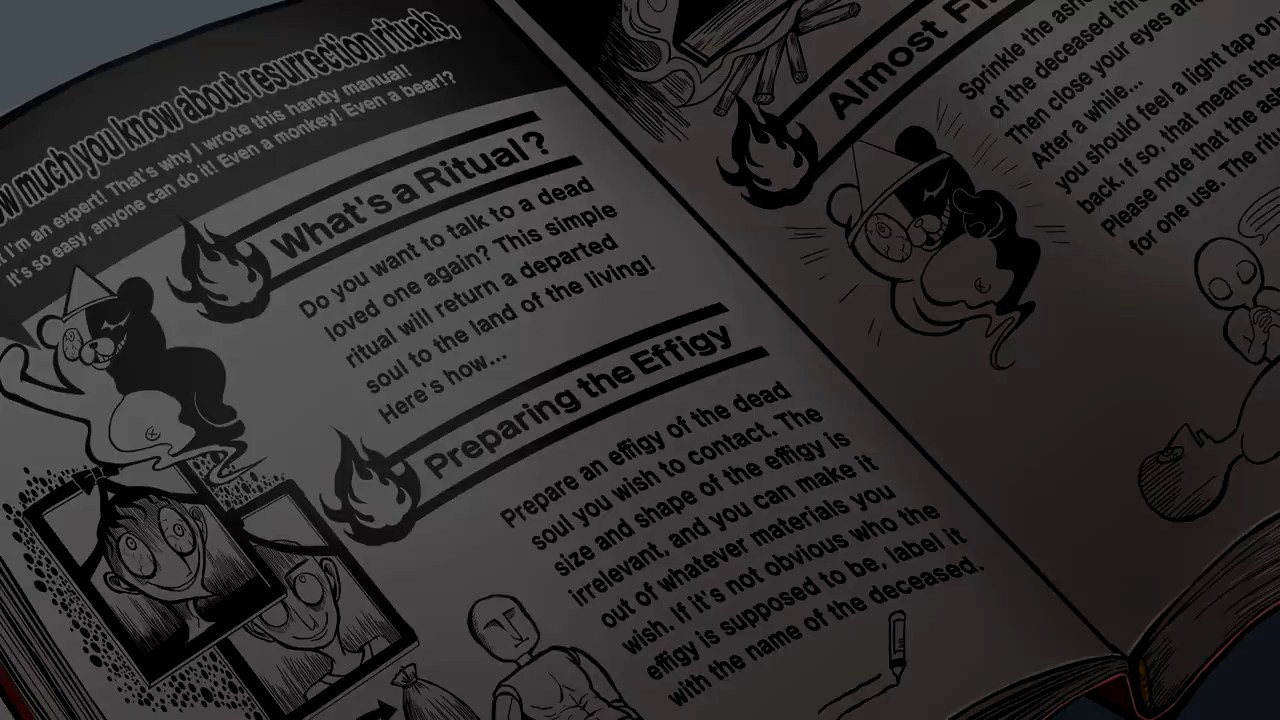 ow much you know about resurrection rituals,
I'm an expert! That's why I wrote this handy manual!
It's so easy, anyone can do it! Even a monkey! Even a bear!?
What's a Ritual?
Do you want to talk to a dead
loved one again? This simple
ritual will return a departed
soul to the land of the living!
Here's how...
Preparing the Effigy
Prepare an effigy of the dead
soul you wish to contact. The
size and shape of the effigy is
irrelevant, and you can make it
out of whatever materials you
wish. If it's not obvious who the
effigy is supposed to be, label it
with the name of the deceased.
Almost
Sprinkle the
of the deceased
Then close your eyes
After a while...
you should feel a light tap on
back. If so, that means the
Please note that the
for one use. The